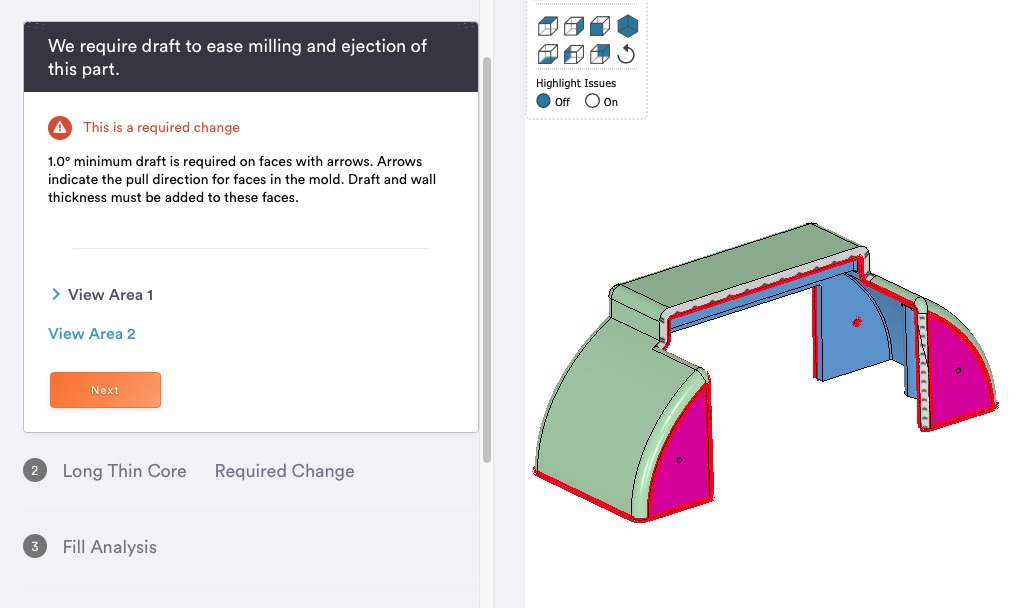 We require draft to ease milling and ejection of
this part.
This is a required change
1.0° minimum draft is required on faces with arrows. Arrows
indicate the pull direction for faces in the mold. Draft and wall
thickness must be added to these faces.
View Area 1
View Area 2
Next
2 Long Thin Core Required Change
3 Fill Analysis
Highlight Issues
Off On